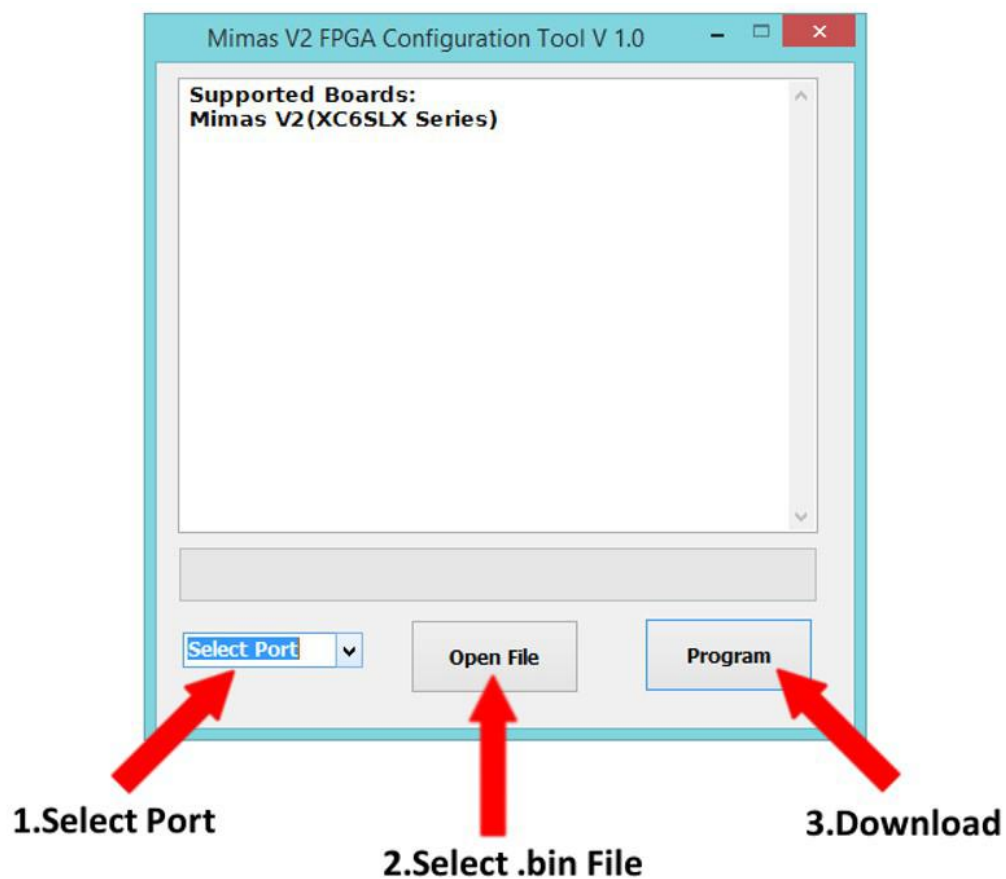 Mimas V2 FPGA Configuration Tool V 1.0
Supported Boards:
Mimas V2(XC6SLX Series)
Select Port
Open File
Program
1.Select Port
2.Select .bin File
3.Download